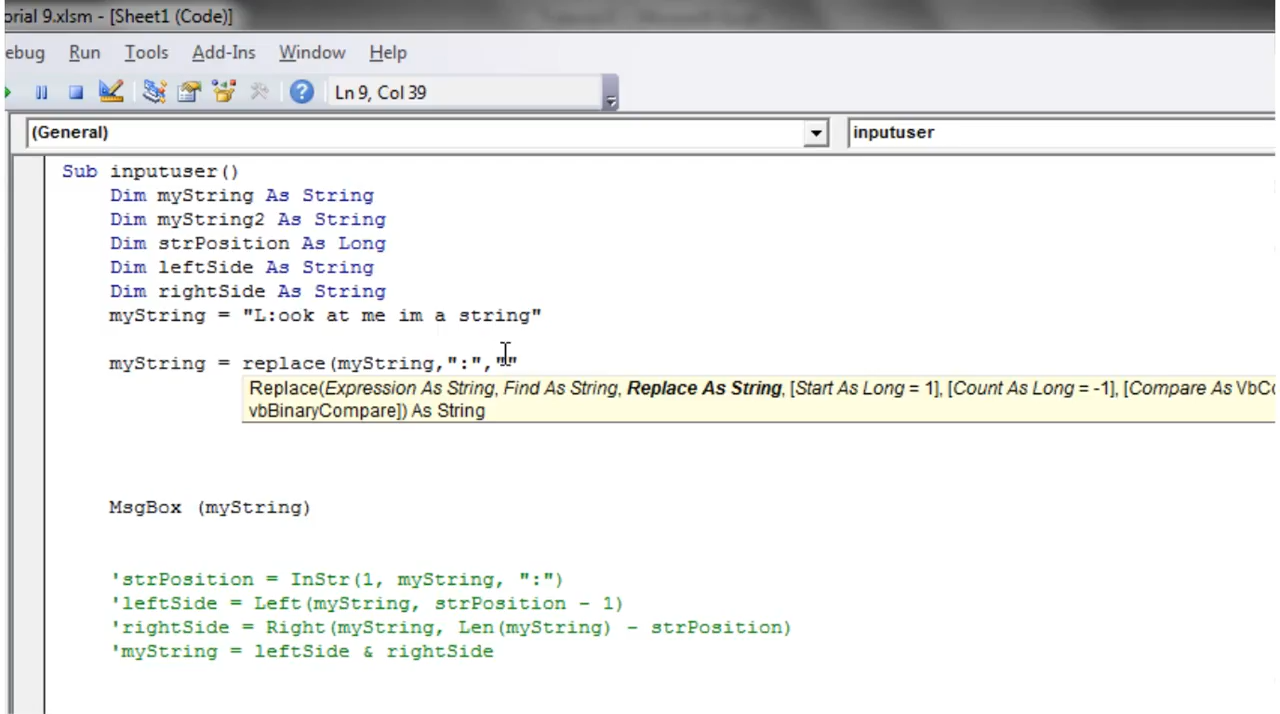 orial 9.xlsm - [Sheet1 (Code)]
ebug Run Tools Add-Ins Window Help
Ln 9, Col 39
(General) inputuser
Sub inputuser()
Dim myString As String
Dim myString2 As String
Dim strPosition As Long
Dim leftSide As String
Dim rightSide As String
myString = "L:ook at me im a string"
myString = replace(myString,":",""
Replace(Expression As String, Find As String, Replace As String, [Start As Long = 1], [Count As Long = -1], [Compare As VbCo
vbBinaryCompare]) As String
MsgBox (myString)
'strPosition = InStr(1, myString, ":")
'leftSide = Left(myString, strPosition - 1)
'rightSide = Right(myString, Len(myString) - strPosition)
'myString = leftSide & rightSide